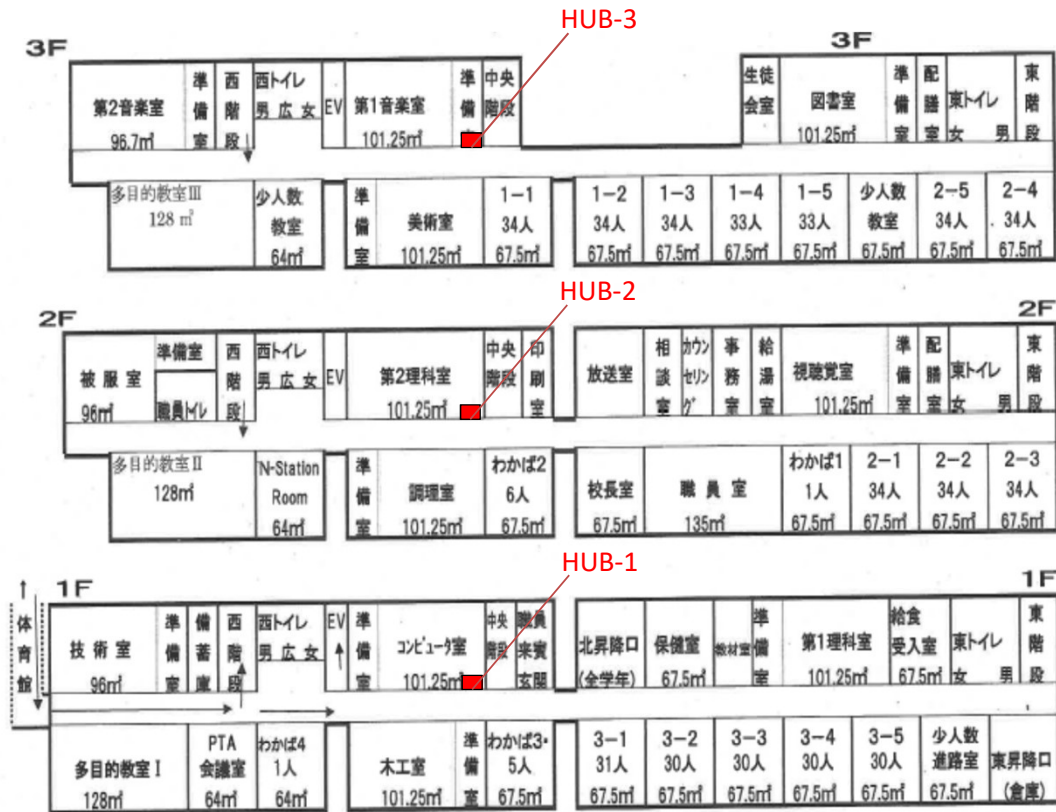 HUB-3
3F
3F
第2音楽室
96.7㎡
準備室
西階段
西トイレ
男 広 女
EV
第1音楽室
101.25㎡
準備
中央階段
生徒会室
図書室
101.25㎡
準備室
配膳室
東トイレ
女 男
東階段
多目的教室Ⅲ
128 ㎡
少人数
教室
64㎡
準備室
美術室
101.25㎡
1-1
34人
67.5㎡
1-2
34人
67.5㎡
1-3
34人
67.5㎡
1-4
33人
67.5㎡
1-5
33人
67.5㎡
少人数
教室
67.5㎡
2-5
34人
67.5㎡
2-4
34人
67.5㎡
HUB-2
2F
2F
被服室
96㎡
準備室
職員トイレ
西階段
西トイレ
男 広 女
EV
第2理科室
101.25㎡
中央階段
印刷室
放送室
相談室
カウンセリング
事務室
給湯室
視聴覚室
101.25㎡
準備室
配膳室
東トイレ
女 男
東階段
多目的教室Ⅱ
128㎡
N-Station
Room
64㎡
準備室
調理室
101.25㎡
わかば2
6人
67.5㎡
校長室
67.5㎡
職員室
135㎡
わかば1
1人
67.5㎡
2-1
34人
67.5㎡
2-2
34人
67.5㎡
2-3
34人
67.5㎡
HUB-1
1F
1F
体育館
技術室
96㎡
準備室
備蓄庫
西階段
西トイレ
男 広 女
EV
準備室
コンピュータ室
101.25㎡
中央階段
職員来賓玄関
北昇降口
(全学年)
保健室
67.5㎡
教材室
準備室
第1理科室
101.25㎡
給食
受入室
67.5㎡
東トイレ
女 男
東階段
多目的教室Ⅰ
128㎡
PTA
会議室
64㎡
わかば4
1人
64㎡
木工室
101.25㎡
準備室
わかば3・
5人
67.5㎡
3-1
31人
67.5㎡
3-2
30人
67.5㎡
3-3
30人
67.5㎡
3-4
30人
67.5㎡
3-5
30人
67.5㎡
少人数
進路室
67.5㎡
東昇降口
(倉庫)